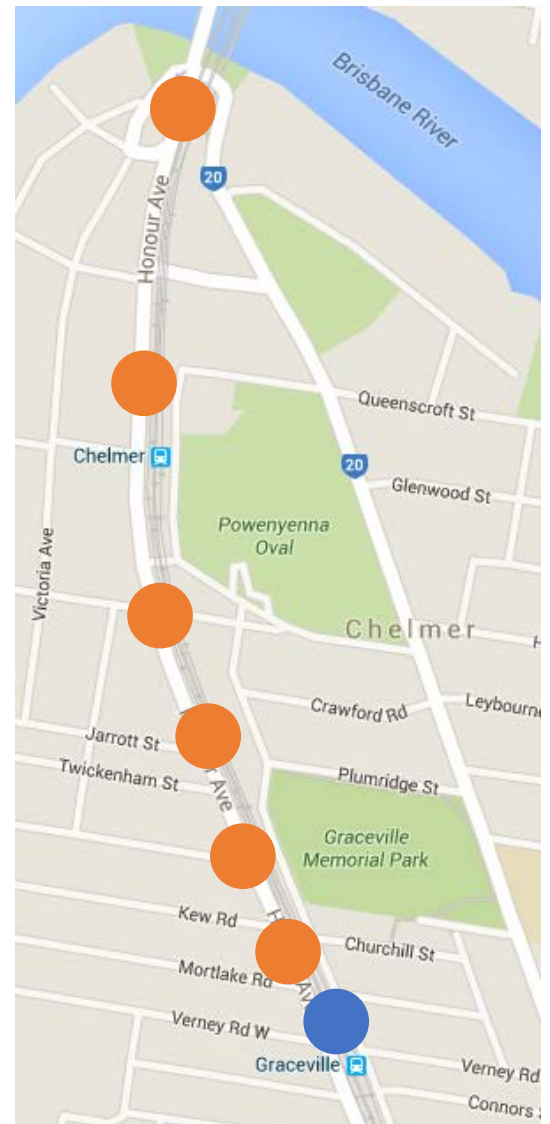 Brisbane River
20
Honour Ave
Queenscroft St
Chelmer
20
Glenwood St
Powenyenna
Oval
Victoria Ave
Chelmer
Crawford Rd
Leybourne
Jarrott St
Twickenham St
Plumridge St
Ave
Graceville
Memorial Park
Kew Rd
Churchill St
Mortlake Rd
Verney Rd W
Graceville
Verney Rd
Connors